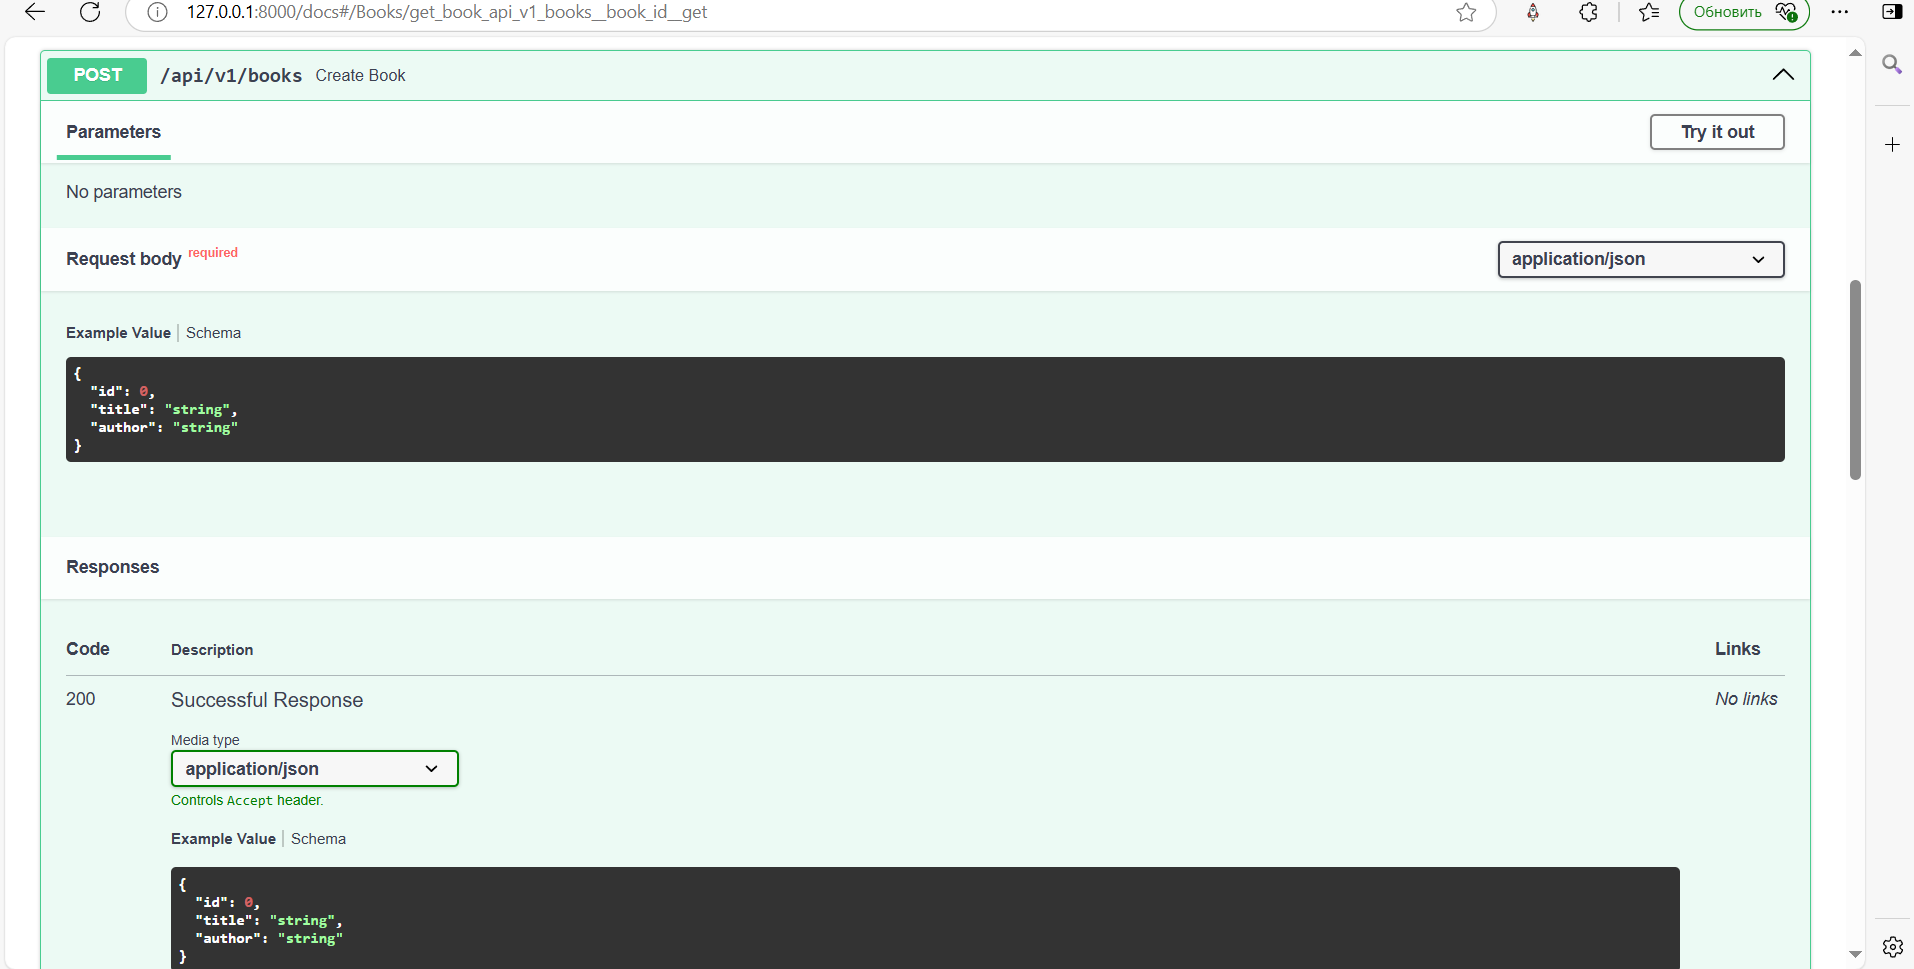 127.0.0.1:8000/docs#/Books/get_book_api_v1_books__book_id__get
Обновить
POST /api/v1/books Create Book
Parameters
Try it out
No parameters
Request body required
application/json
Example Value | Schema
{
"id": 0,
"title": "string",
"author": "string"
}
Responses
Code Description Links
200 Successful Response No links
Media type
application/json
Controls Accept header.
Example Value | Schema
{
"id": 0,
"title": "string",
"author": "string"
}